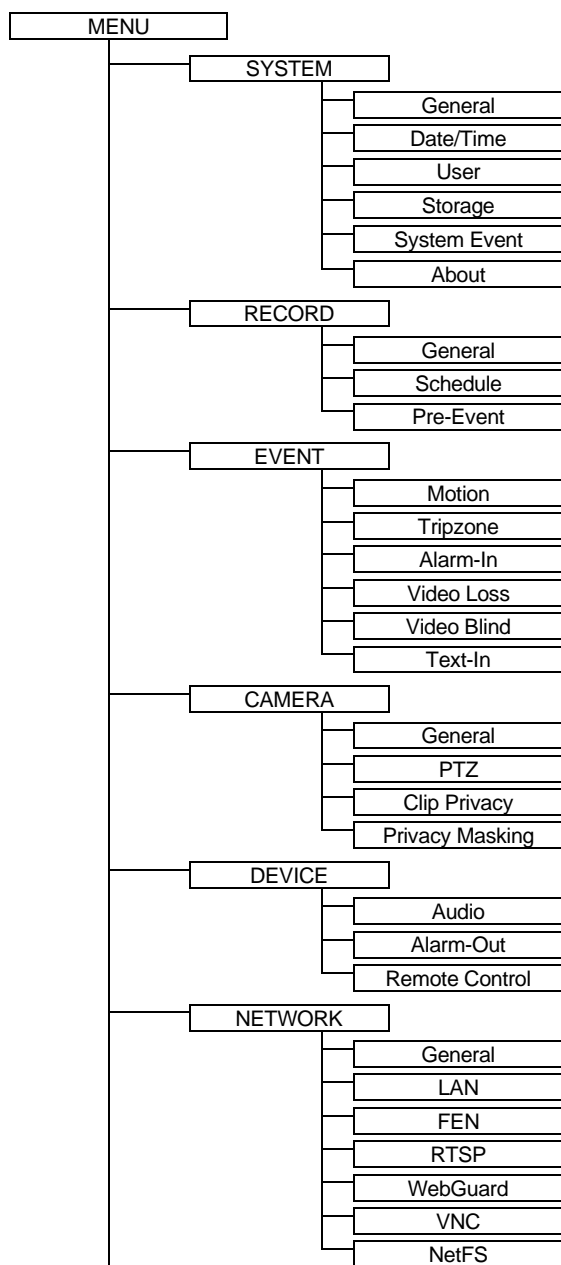 MENU
SYSTEM
General
Date/Time
User
Storage
System Event
About
RECORD
General
Schedule
Pre-Event
EVENT
Motion
Tripzone
Alarm-In
Video Loss
Video Blind
Text-In
CAMERA
General
PTZ
Clip Privacy
Privacy Masking
DEVICE
Audio
Alarm-Out
Remote Control
NETWORK
General
LAN
FEN
RTSP
WebGuard
VNC
NetFS